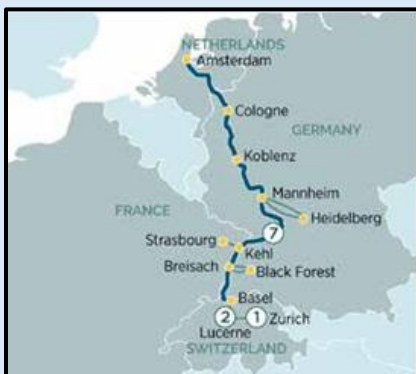 NETHERLANDS
Amsterdam
Cologne
GERMANY
Koblenz
Mannheim
FRANCE
Heidelberg
7
Strasbourg
Kehl
Breisach
Black Forest
Basel
2
1
Zurich
Lucerne
SWITZERLAND